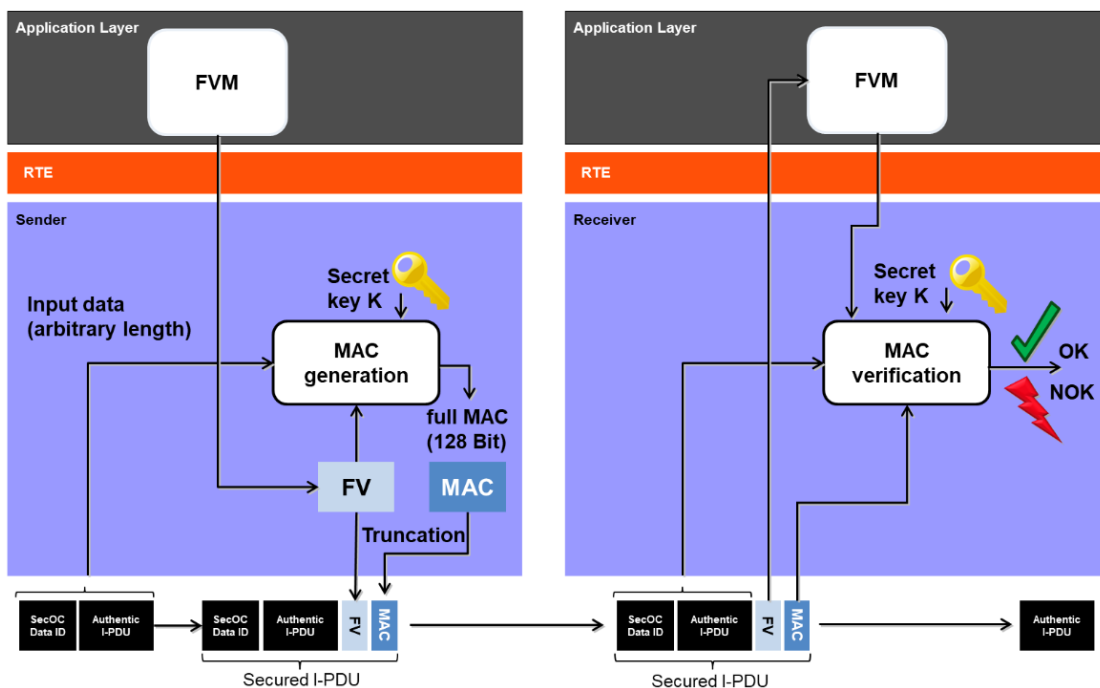 Application Layer
FVM
RTE
Sender
Secret
key K
Input data
(arbitrary length)
MAC
generation
full MAC
(128 Bit)
FV
MAC
Truncation
SecOC
Data ID
Authentic
I-PDU
SecOC
Data ID
Authentic
I-PDU
FV
MAC
Secured I-PDU
Application Layer
FVM
RTE
Receiver
Secret
key K
MAC
verification
OK
NOK
SecOC
Data ID
Authentic
I-PDU
FV
MAC
Secured I-PDU
Authentic
I-PDU